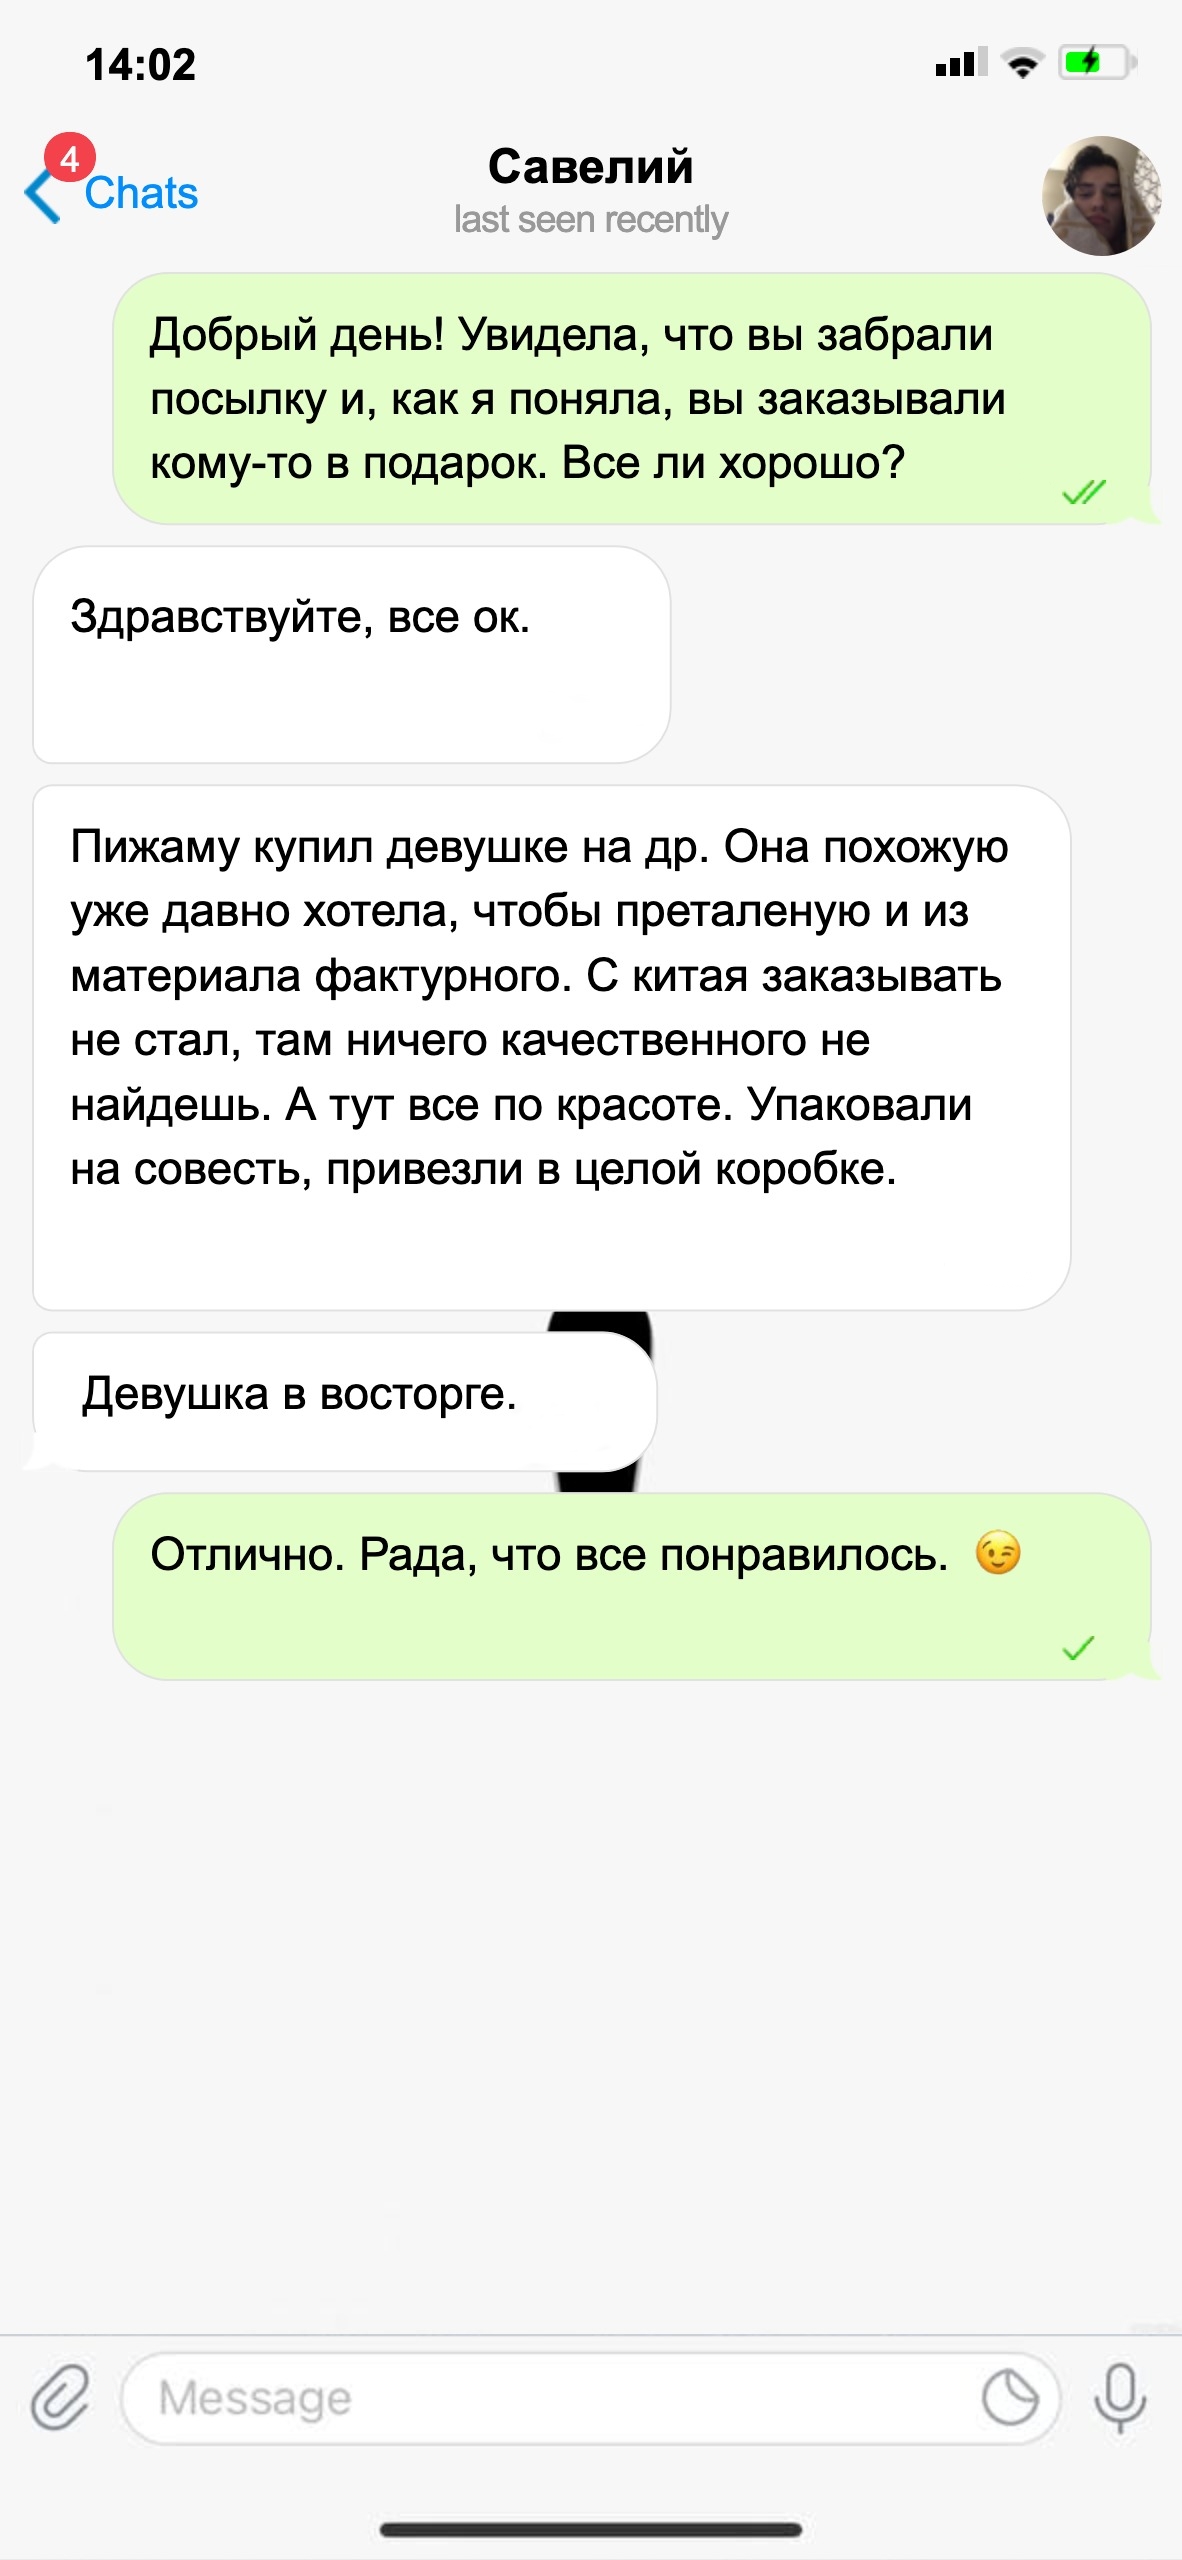 14:02
4
Chats
Савелий
last seen recently
Добрый день! Увидела, что вы забрали
посылку и, как я поняла, вы заказывали
кому-то в подарок. Все ли хорошо?
Здравствуйте, все ок.
Пижаму купил девушке на др. Она похожую
уже давно хотела, чтобы преталеную и из
материала фактурного. С китая заказывать
не стал, там ничего качественного не
найдешь. А тут все по красоте. Упаковали
на совесть, привезли в целой коробке.
Девушка в восторге.
Отлично. Рада, что все понравилось. 😉
Message